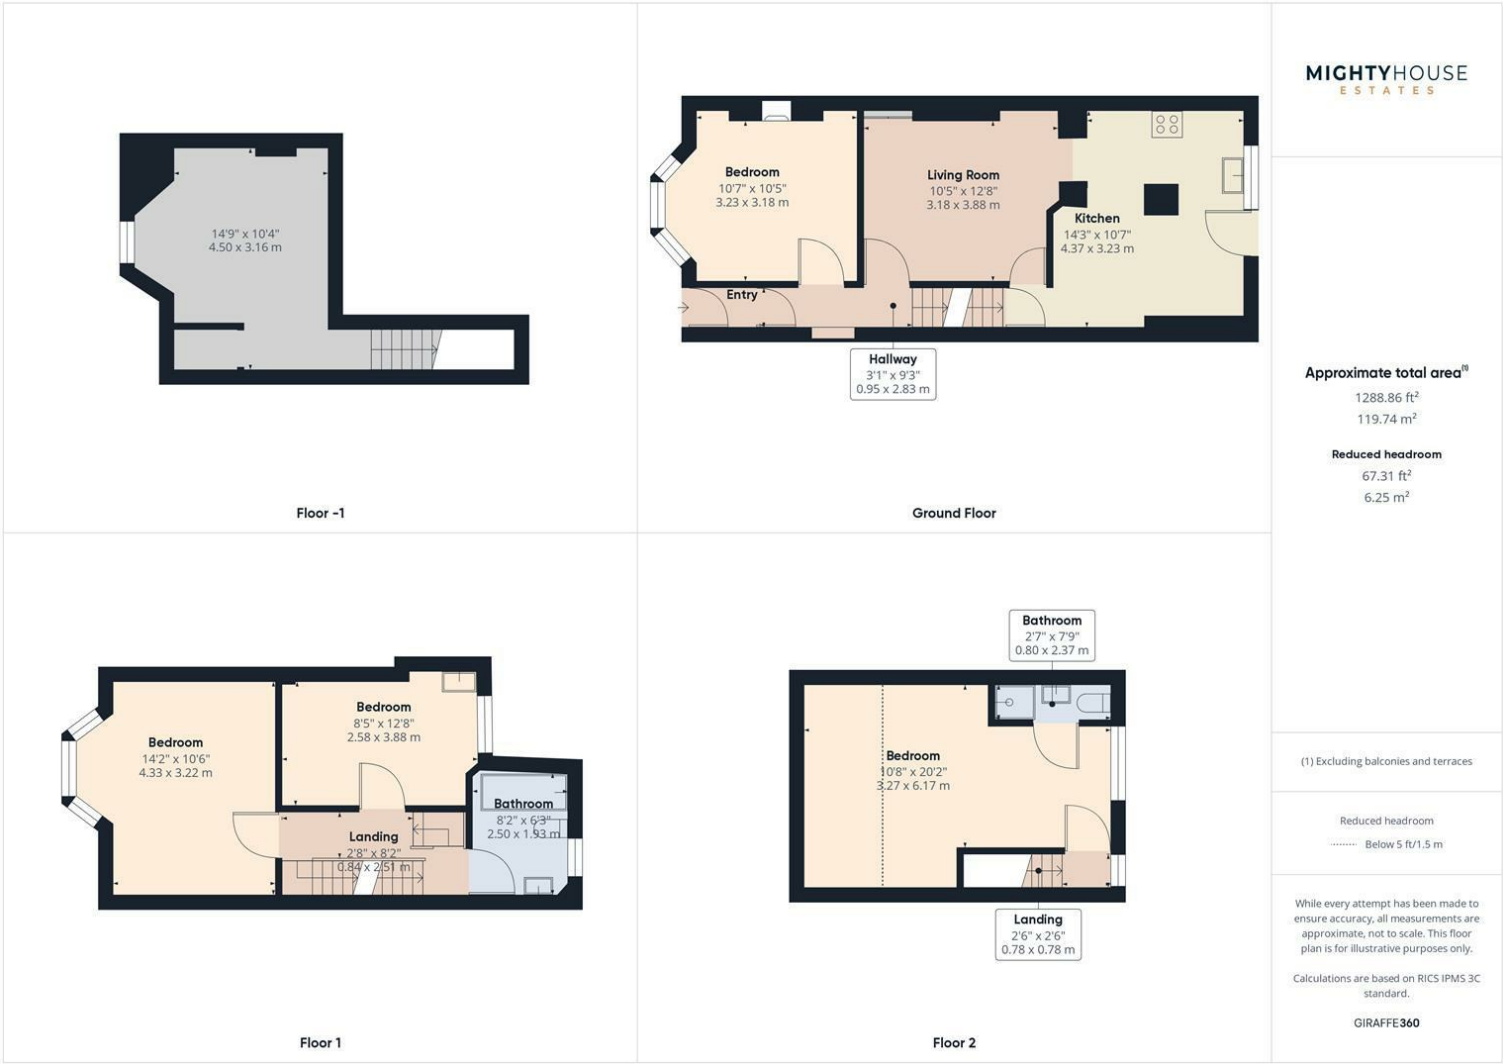 14'9" x 10'4"
4.50 x 3.16 m
Floor -1
Bedroom
10'7" x 10'5"
3.23 x 3.18 m
Living Room
10'5" x 12'8"
3.18 x 3.88 m
Kitchen
14'3" x 10'7"
4.37 x 3.23 m
Entry
Hallway
3'1" x 9'3"
0.95 x 2.83 m
Ground Floor
Bedroom
14'2" x 10'6"
4.33 x 3.22 m
Bedroom
8'5" x 12'8"
2.58 x 3.88 m
Bathroom
8'2" x 6'3"
2.50 x 1.93 m
Landing
2'8" x 8'2"
0.84 x 2.51 m
Floor 1
Bathroom
2'7" x 7'9"
0.80 x 2.37 m
Bedroom
10'8" x 20'2"
3.27 x 6.17 m
Landing
2'6" x 2'6"
0.78 x 0.78 m
Floor 2
MIGHTYHOUSE
ESTATES
Approximate total area(1)
1288.86 ft²
119.74 m²
Reduced headroom
67.31 ft²
6.25 m²
(1) Excluding balconies and terraces
Reduced headroom
Below 5 ft/1.5 m
While every attempt has been made to
ensure accuracy, all measurements are
approximate, not to scale. This floor
plan is for illustrative purposes only.
Calculations are based on RICS IPMS 3C
standard.
GIRAFFE360